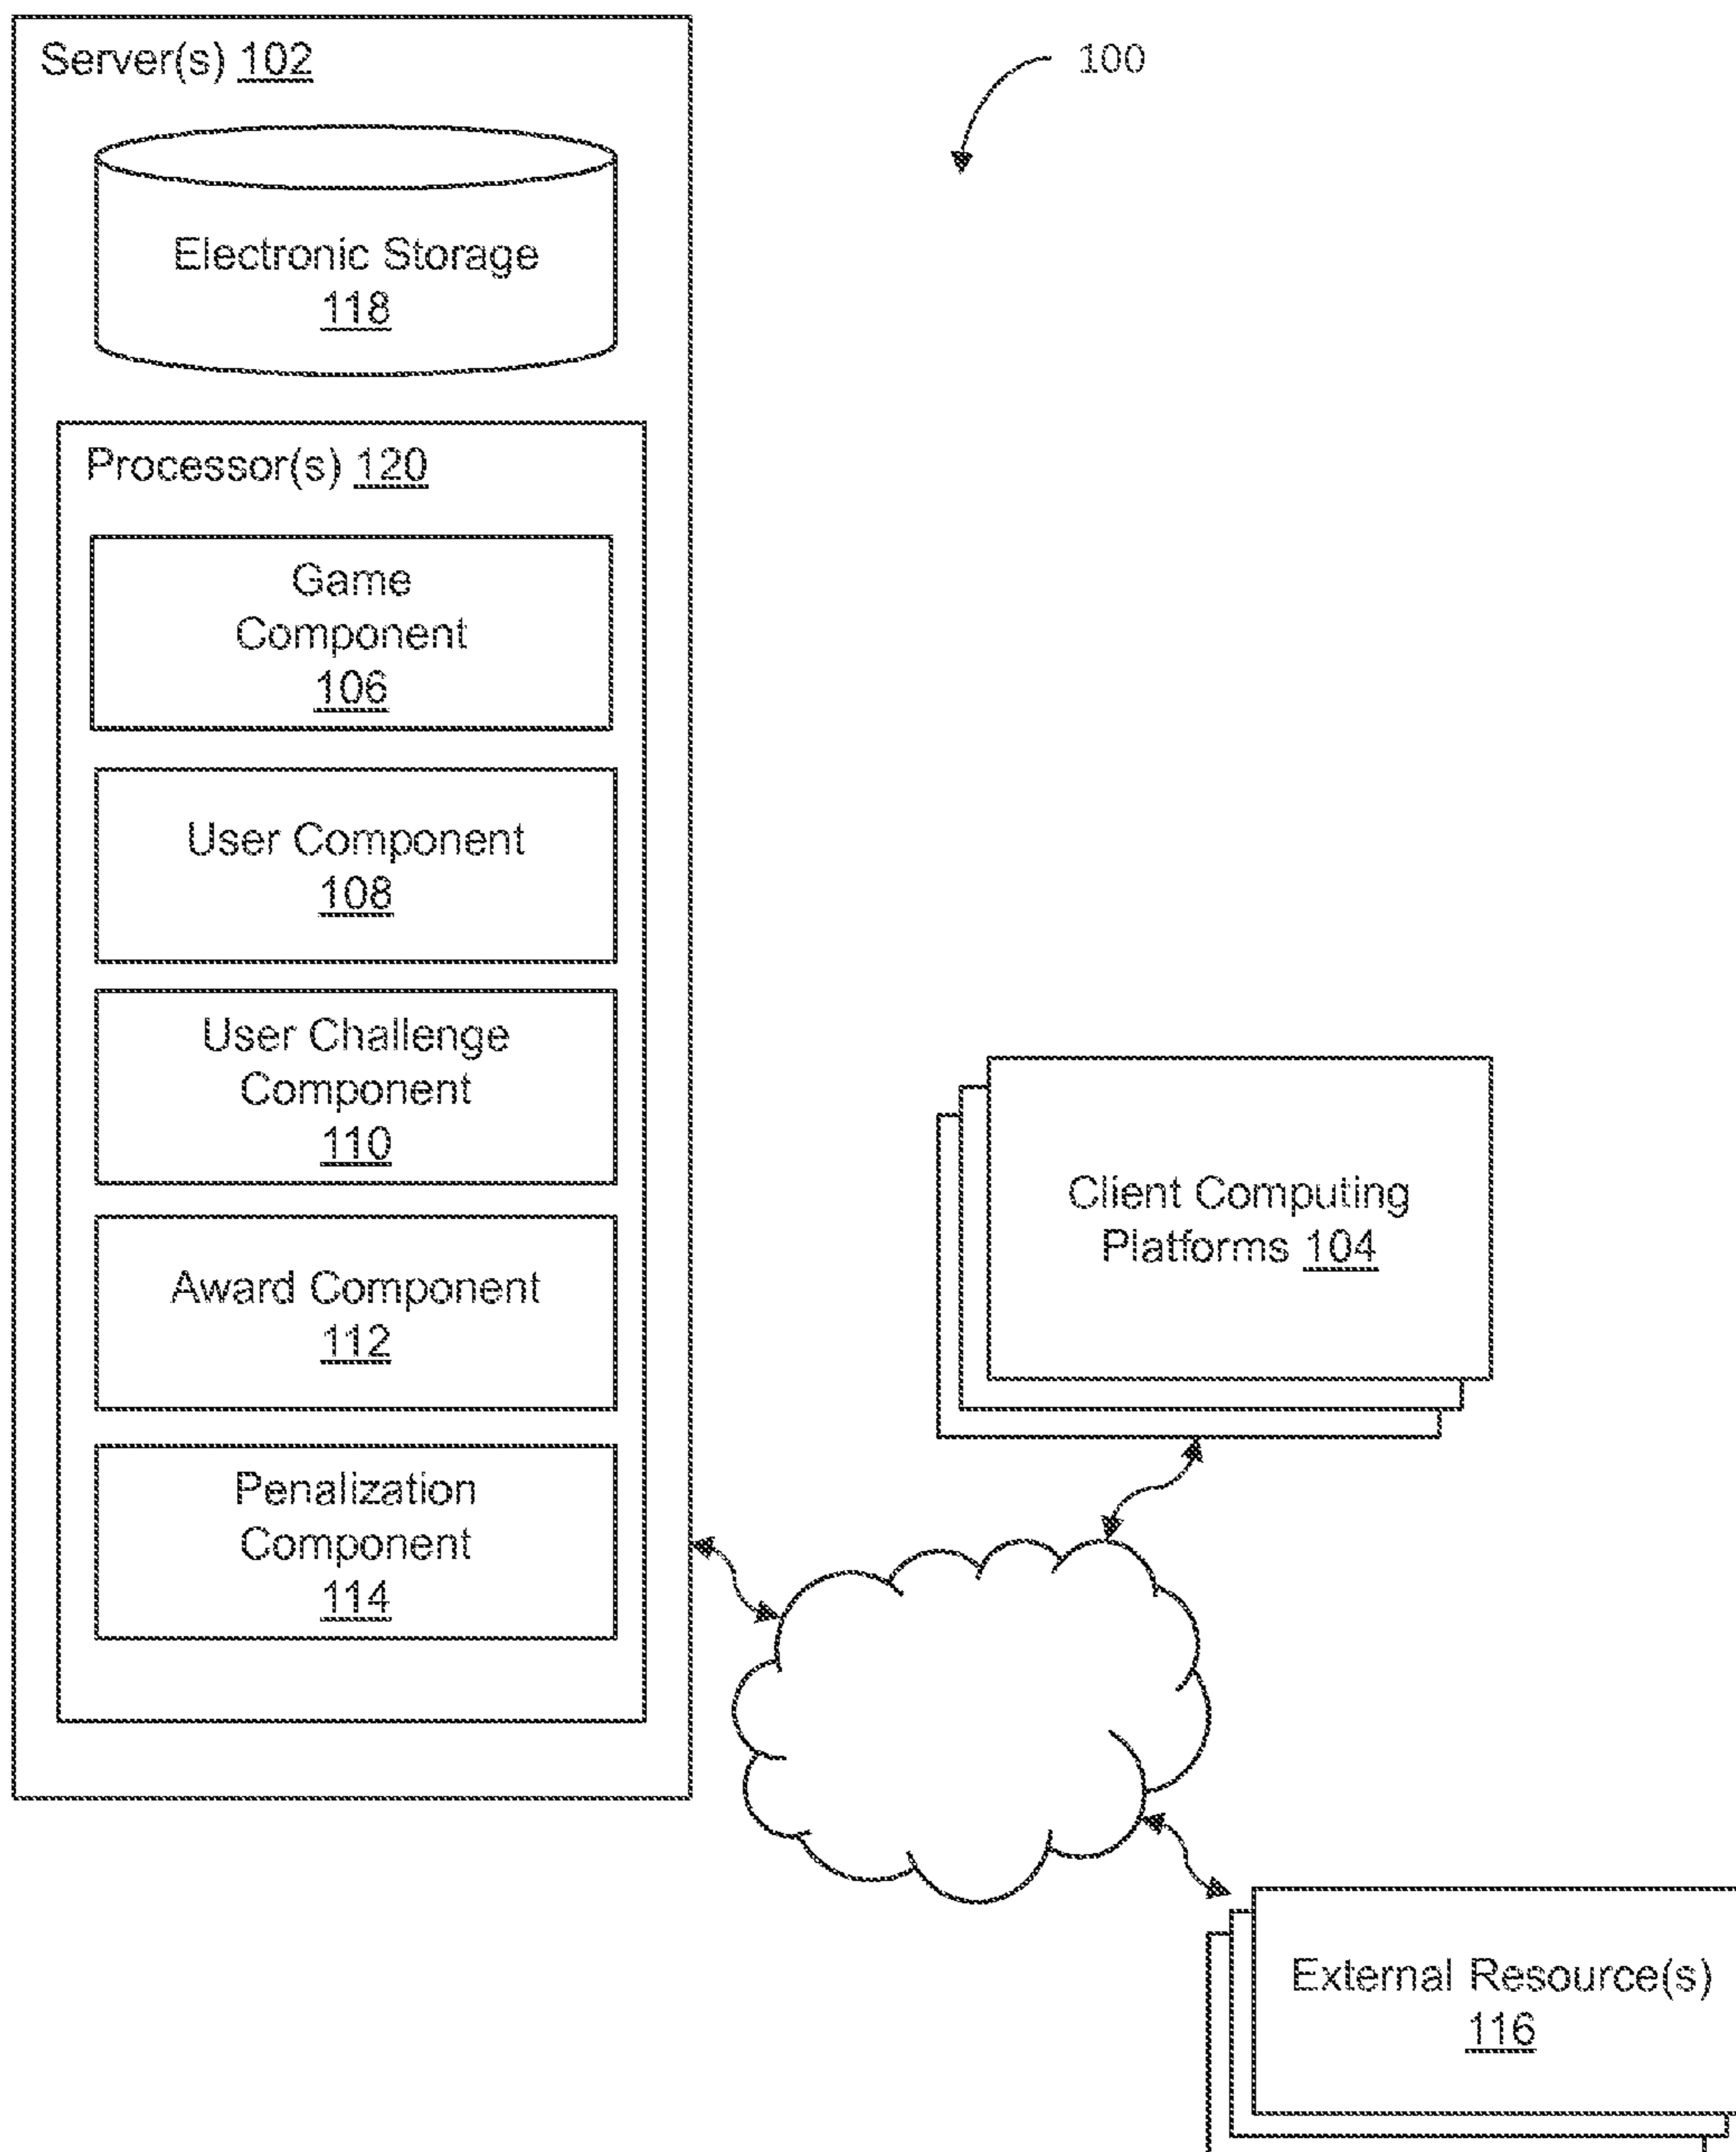 Server(s) 102
100
Electronic Storage
118
Processor(s) 120
Game
Component
106
User Component
108
User Challenge
Component
110
Award Component
112
Penalization
Component
114
Client Computing
Platforms 104
External Resource(s)
116